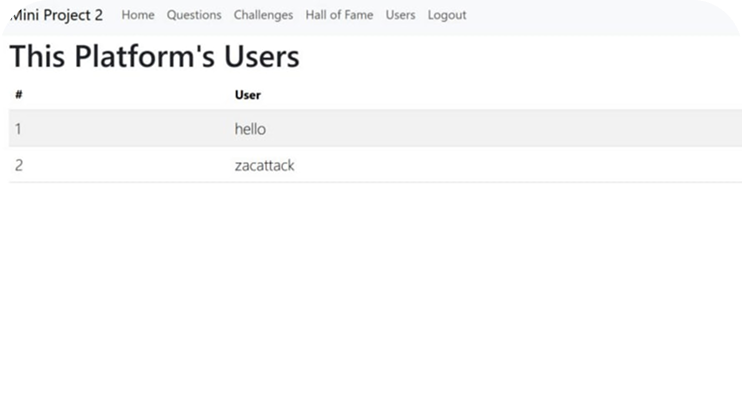 Mini Project 2 Home Questions Challenges Hall of Fame Users Logout
This Platform's Users
# User
1 hello
2 zacattack